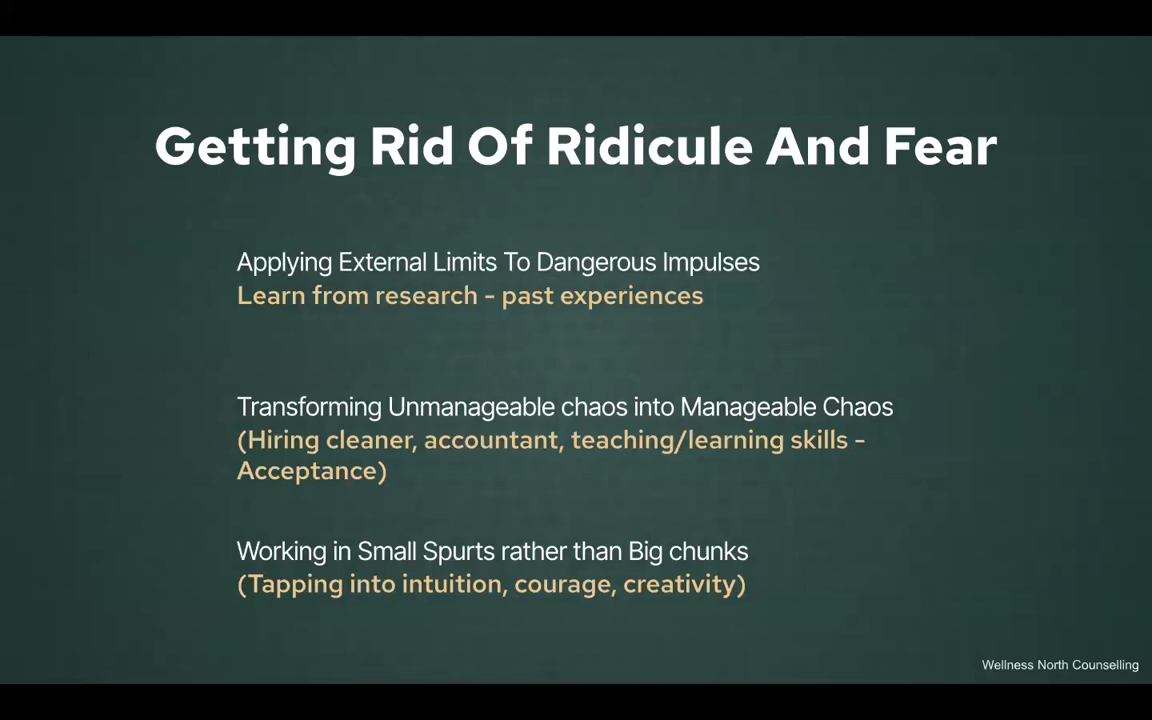 Getting Rid Of Ridicule And Fear
Applying External Limits To Dangerous Impulses
Learn from research - past experiences
Transforming Unmanageable chaos into Manageable Chaos
(Hiring cleaner, accountant, teaching/learning skills -
Acceptance)
Working in Small Spurts rather than Big chunks
(Tapping into intuition, courage, creativity)
Wellness North Counselling